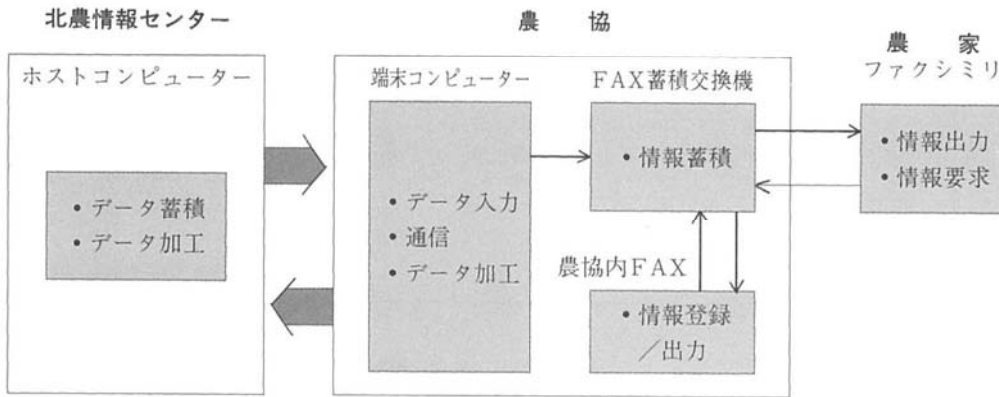 北農情報センター
ホストコンピューター
• データ蓄積
• データ加工
農 協
端末コンピューター
• データ入力
• 通信
• データ加工
FAX蓄積交換機
• 情報蓄積
農協内FAX
• 情報登録
／出力
農 家
ファクシミリ
• 情報出力
• 情報要求